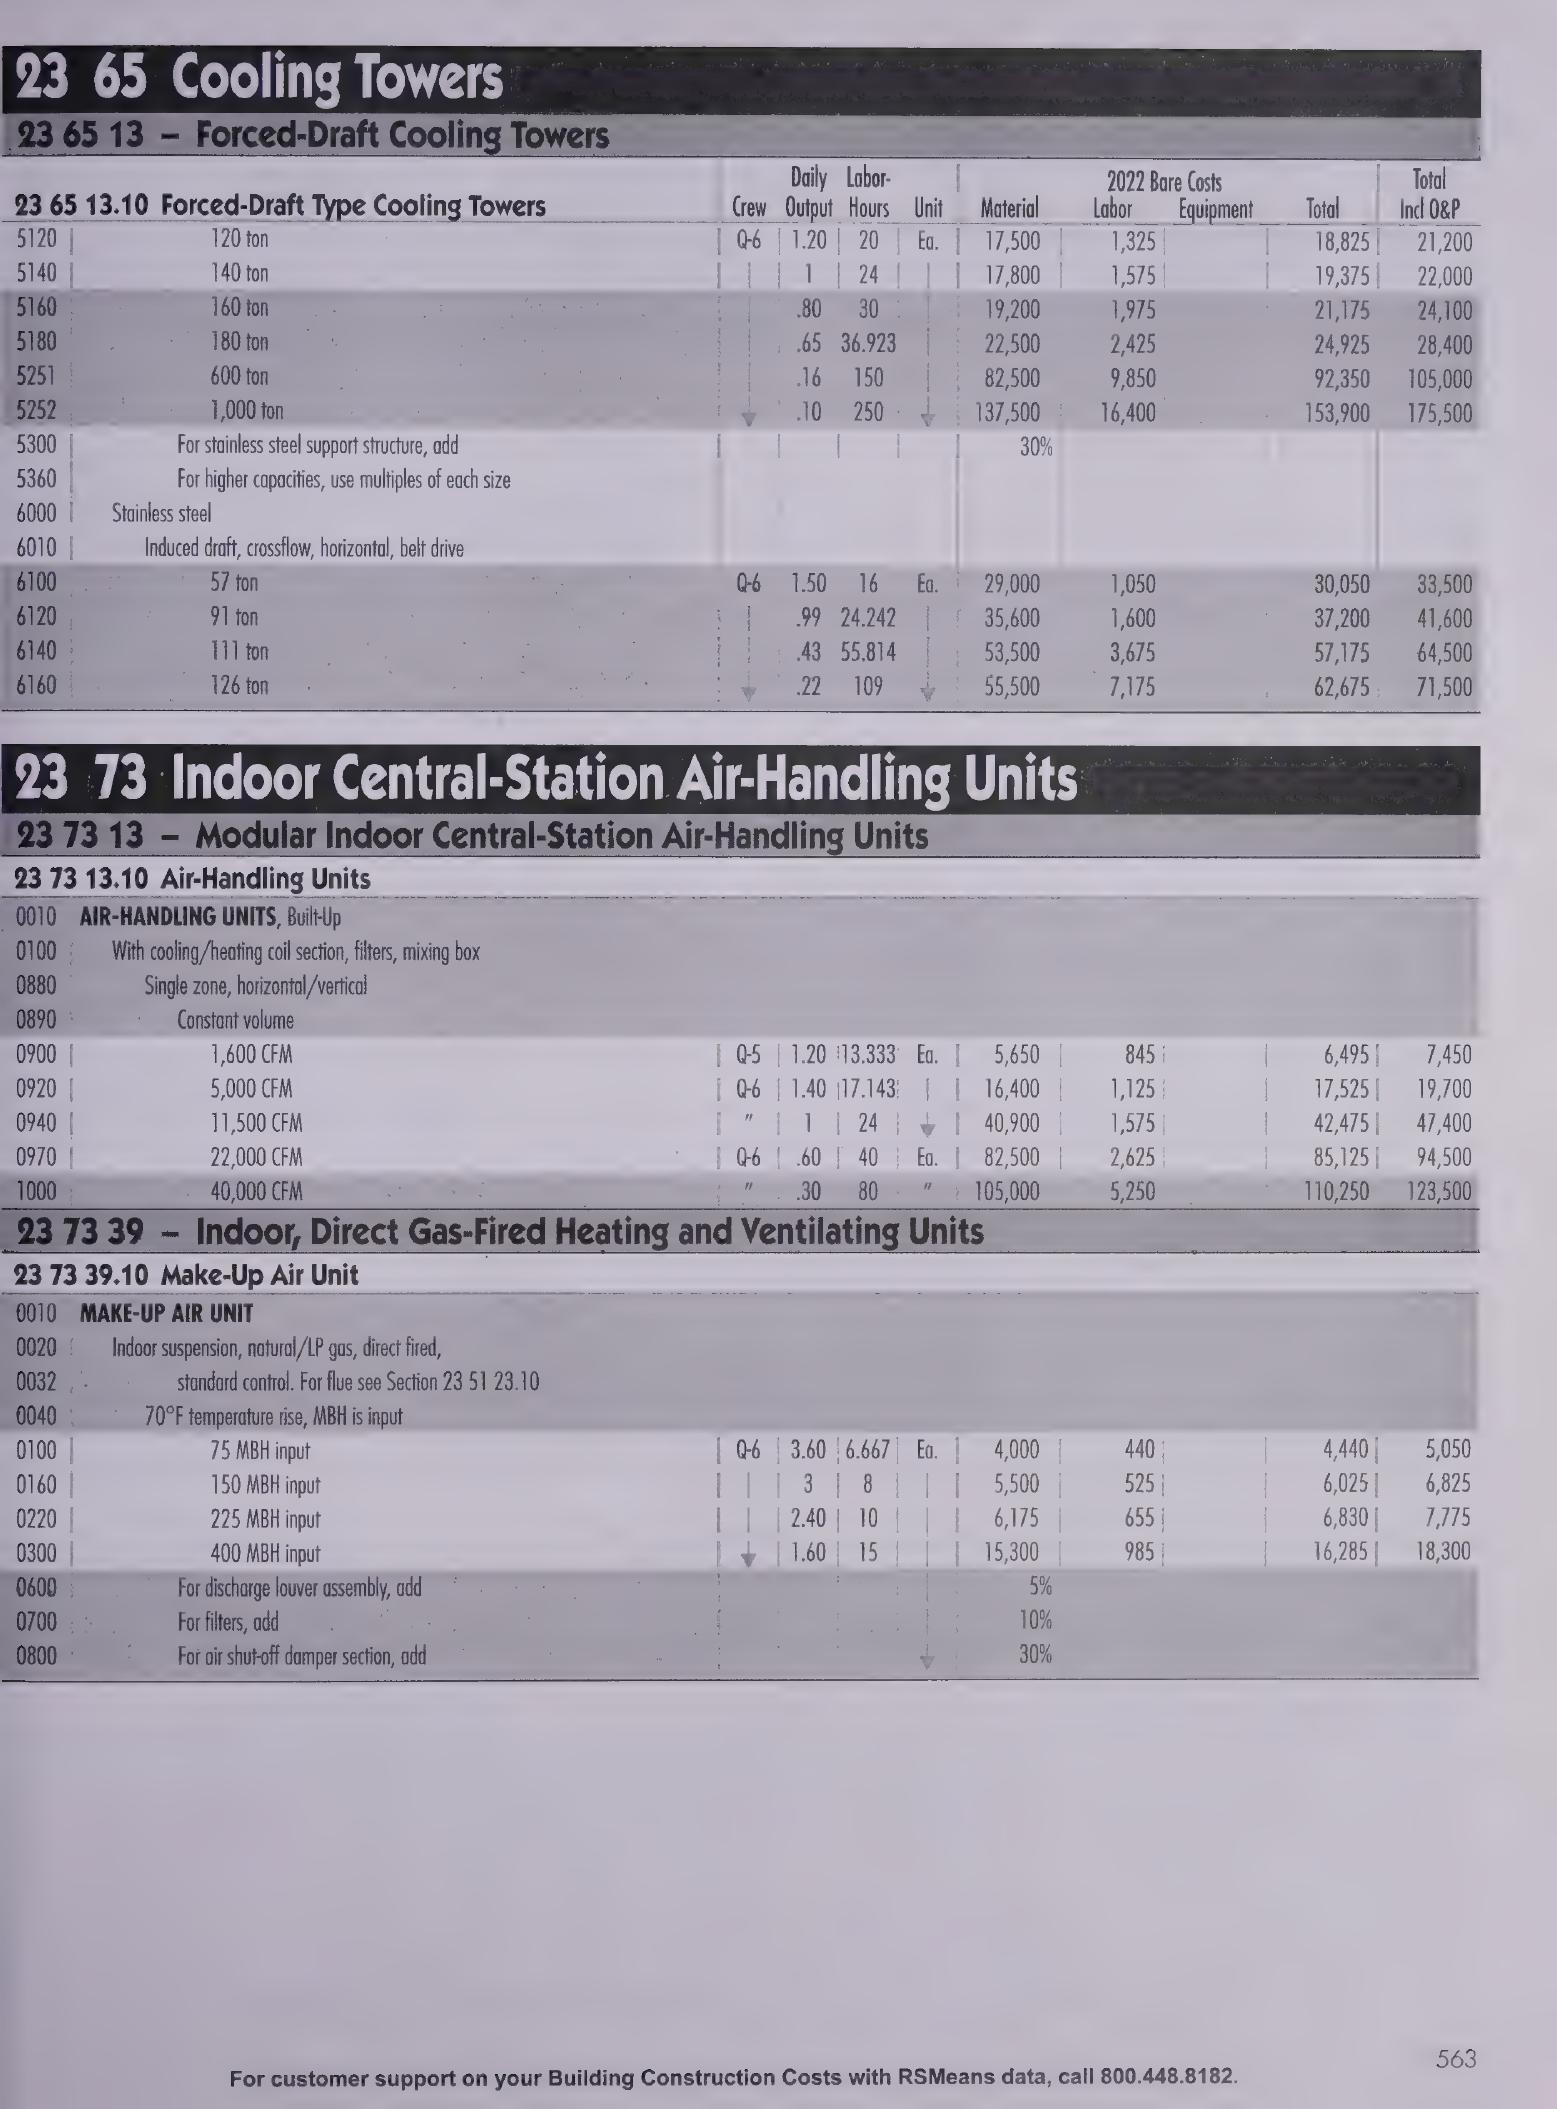 23 65 Cooling Towers
23 65 13 – Forced-Draft Cooling Towers
Daily Labor- 2022 Bare Costs Total
23 65 13.10 Forced-Draft Type Cooling Towers Crew Output Hours Unit Material Labor Equipment Total Incl O&P
5120 120 ton Q-6 1.20 20 Ea. 17,500 1,325 18,825 21,200
5140 140 ton 1 24 17,800 1,575 19,375 22,000
5160 160 ton .80 30 19,200 1,975 21,175 24,100
5180 180 ton .65 36.923 22,500 2,425 24,925 28,400
5251 600 ton .16 150 82,500 9,850 92,350 105,000
5252 1,000 ton .10 250 137,500 16,400 153,900 175,500
5300 For stainless steel support structure, add 30%
5360 For higher capacities, use multiples of each size
6000 Stainless steel
6010 Induced draft, crossflow, horizontal, belt drive
6100 57 ton Q-6 1.50 16 Ea. 29,000 1,050 30,050 33,500
6120 91 ton .99 24.242 35,600 1,600 37,200 41,600
6140 111 ton .43 55.814 53,500 3,675 57,175 64,500
6160 126 ton .22 109 55,500 7,175 62,675 71,500
23 73 Indoor Central-Station Air-Handling Units
23 73 13 – Modular Indoor Central-Station Air-Handling Units
23 73 13.10 Air-Handling Units
0010 AIR-HANDLING UNITS, Built-Up
0100 With cooling/heating coil section, filters, mixing box
0880 Single zone, horizontal/vertical
0890 Constant volume
0900 1,600 CFM Q-5 1.20 13.333 Ea. 5,650 845 6,495 7,450
0920 5,000 CFM Q-6 1.40 17.143 16,400 1,125 17,525 19,700
0940 11,500 CFM " 1 24 40,900 1,575 42,475 47,400
0970 22,000 CFM Q-6 .60 40 Ea. 82,500 2,625 85,125 94,500
1000 40,000 CFM " .30 80 " 105,000 5,250 110,250 123,500
23 73 39 – Indoor, Direct Gas-Fired Heating and Ventilating Units
23 73 39.10 Make-Up Air Unit
0010 MAKE-UP AIR UNIT
0020 Indoor suspension, natural/LP gas, direct fired,
0032 standard control. For flue see Section 23 51 23.10
0040 70°F temperature rise, MBH is input
0100 75 MBH input Q-6 3.60 6.667 Ea. 4,000 440 4,440 5,050
0160 150 MBH input 3 8 5,500 525 6,025 6,825
0220 225 MBH input 2.40 10 6,175 655 6,830 7,775
0300 400 MBH input 1.60 15 15,300 985 16,285 18,300
0600 For discharge louver assembly, add 5%
0700 For filters, add 10%
0800 For air shut-off damper section, add 30%
563
For customer support on your Building Construction Costs with RSMeans data, call 800.448.8182.